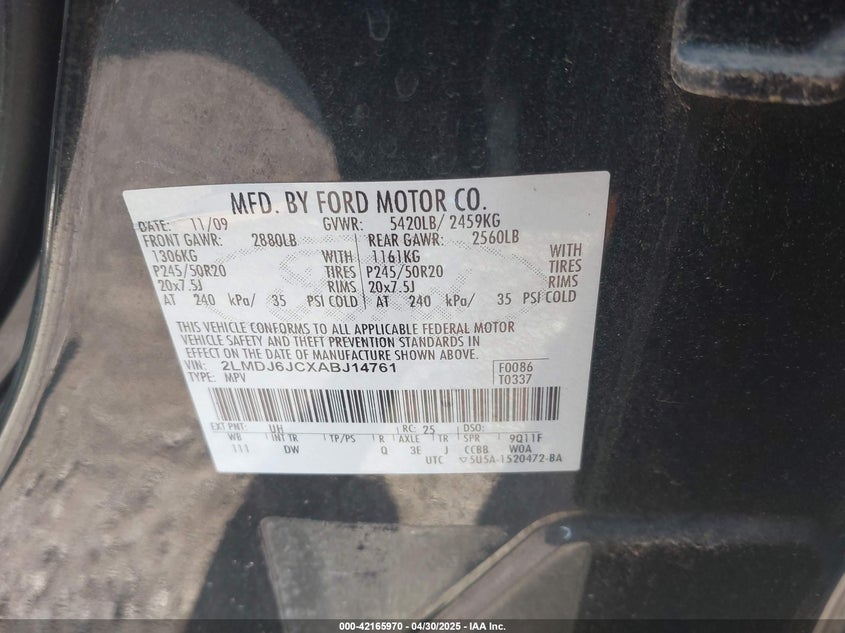 MFD. BY FORD MOTOR CO.
DATE: 11/09 GVWR: 5420LB/ 2459KG
FRONT GAWR: 2880LB REAR GAWR: 2560LB
1306KG WITH 1161KG WITH
P245/50R20 TIRES P245/50R20 TIRES
20x7.5J RIMS 20x7.5J RIMS
AT 240 kPa/ 35 PSI COLD AT 240 kPa/ 35 PSI COLD
THIS VEHICLE CONFORMS TO ALL APPLICABLE FEDERAL MOTOR
VEHICLE SAFETY AND THEFT PREVENTION STANDARDS IN
EFFECT ON THE DATE OF MANUFACTURE SHOWN ABOVE.
VIN: 2LMDJ6JCXABJ14761 F0086
TYPE: MPV T0337
EXT PNT: UH RC: 25 DSO:
WB INT TR TP/PS R AXLE TR SPR 9Q11F
111 DW Q 3E J CCBB W0A
UTC 5U5A-1520472-BA
000-42165970 - 04/30/2025 - IAA Inc.